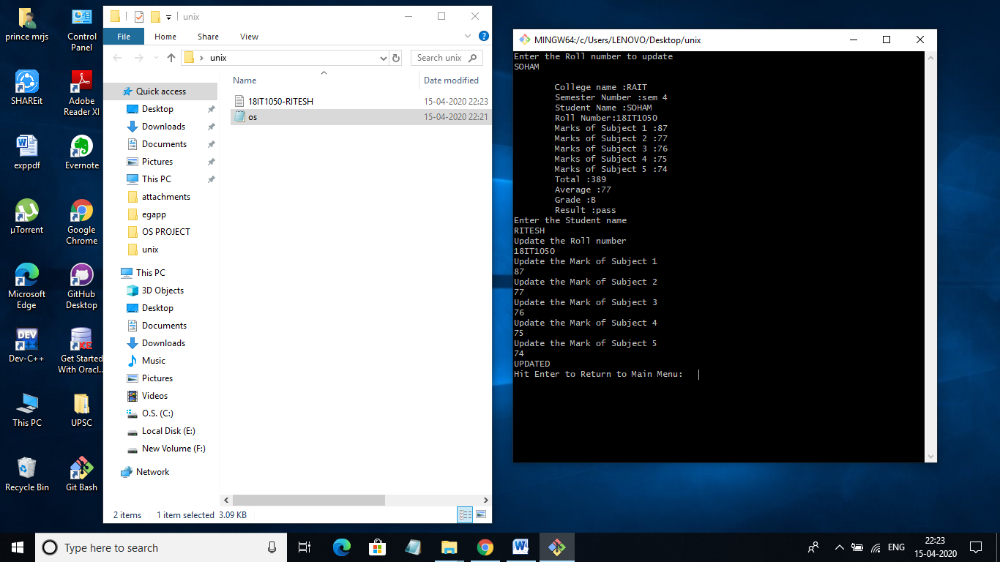 prince mrjs
Control Panel
SHAREit
Adobe Reader XI
exppdf
Evernote
µTorrent
Google Chrome
Microsoft Edge
GitHub Desktop
DEV
Dev-C++
XE
Get Started With Oracl...
This PC
UPSC
Recycle Bin
Git Bash
unix
File
Home
Share
View
unix
Search unix
Name
Date modified
Quick access
Desktop
Downloads
Documents
Pictures
This PC
attachments
egapp
OS PROJECT
unix
This PC
3D Objects
Desktop
Documents
Downloads
Music
Pictures
Videos
O.S. (C:)
Local Disk (E:)
New Volume (F:)
Network
18IT1050-RITESH 15-04-2020 22:23
os 15-04-2020 22:21
2 items 1 item selected 3.09 KB
MINGW64:/c/Users/LENOVO/Desktop/unix
Enter the Roll number to update
SOHAM
College name :RAIT
Semester Number :sem 4
Student Name :SOHAM
Roll Number:18IT1050
Marks of Subject 1 :87
Marks of Subject 2 :77
Marks of Subject 3 :76
Marks of Subject 4 :75
Marks of Subject 5 :74
Total :389
Average :77
Grade :B
Result :pass
Enter the Student name
RITESH
Update the Roll number
18IT1050
Update the Mark of Subject 1
87
Update the Mark of Subject 2
77
Update the Mark of Subject 3
76
Update the Mark of Subject 4
75
Update the Mark of Subject 5
74
UPDATED
Hit Enter to Return to Main Menu:
Type here to search
ENG
22:23
15-04-2020